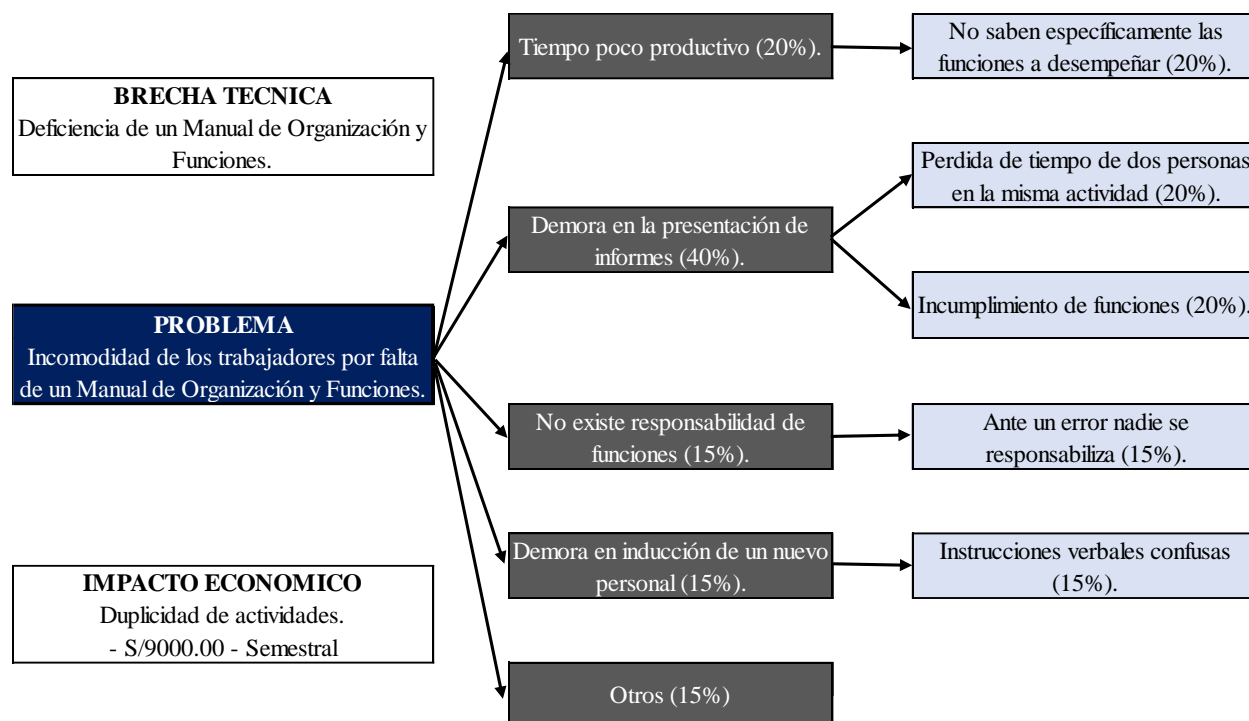 BRECHA TECNICA
Deficiencia de un Manual de Organización y
Funciones.
PROBLEMA
Incomodidad de los trabajadores por falta
de un Manual de Organización y Funciones.
IMPACTO ECONOMICO
Duplicidad de actividades.
- S/9000.00 - Semestral
Tiempo poco productivo (20%).
Demora en la presentación de
informes (40%).
No existe responsabilidad de
funciones (15%).
Demora en inducción de un nuevo
personal (15%).
Otros (15%)
No saben específicamente las
funciones a desempeñar (20%).
Perdida de tiempo de dos personas
en la misma actividad (20%).
Incumplimiento de funciones (20%).
Ante un error nadie se
responsabiliza (15%).
Instrucciones verbales confusas
(15%).